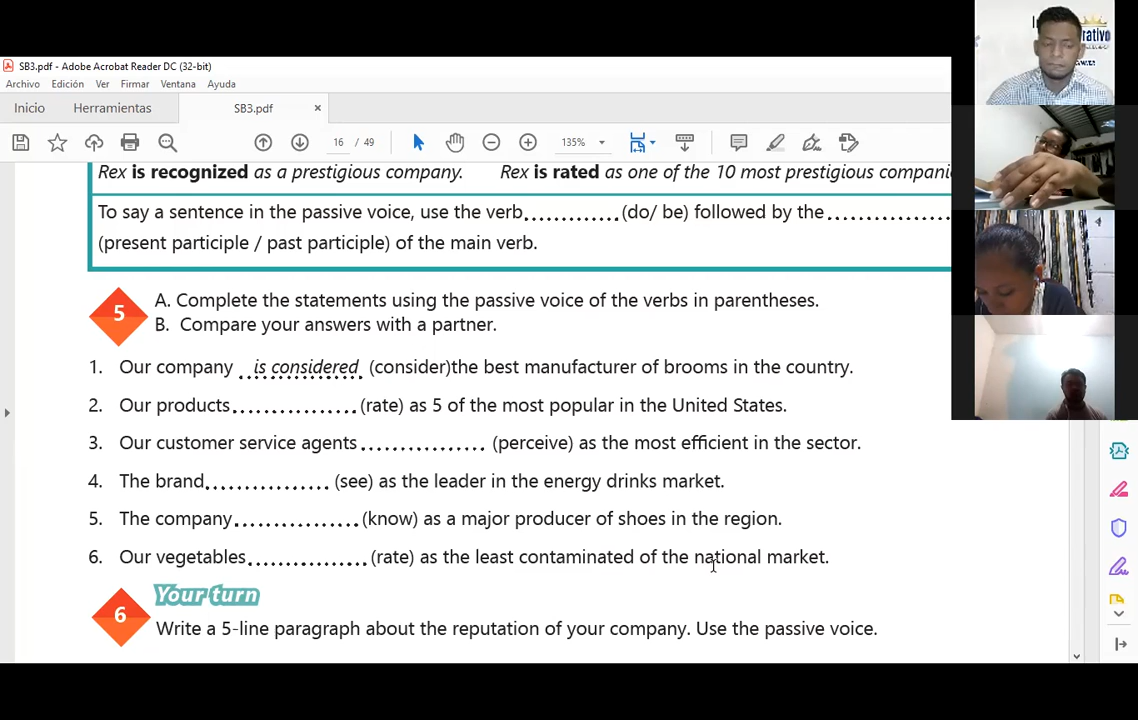 SB3.pdf - Adobe Acrobat Reader DC (32-bit)
Archivo Edición Ver Firmar Ventana Ayuda
Inicio Herramientas SB3.pdf ×
16 / 49 135%
Rex is recognized as a prestigious company. Rex is rated as one of the 10 most prestigious compani
To say a sentence in the passive voice, use the verb............. (do/ be) followed by the .................
(present participle / past participle) of the main verb.
5 A. Complete the statements using the passive voice of the verbs in parentheses.
B. Compare your answers with a partner.
1. Our company is considered (consider)the best manufacturer of brooms in the country.
2. Our products................. (rate) as 5 of the most popular in the United States.
3. Our customer service agents ................. (perceive) as the most efficient in the sector.
4. The brand................. (see) as the leader in the energy drinks market.
5. The company ................. (know) as a major producer of shoes in the region.
6. Our vegetables................. (rate) as the least contaminated of the national market.
Your turn
6 Write a 5-line paragraph about the reputation of your company. Use the passive voice.